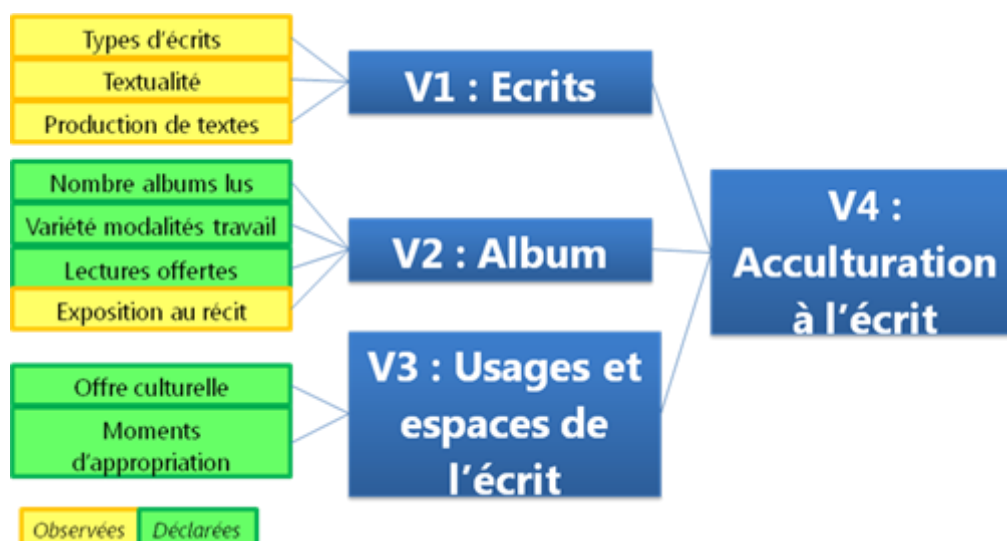 Types d'écrits
Textualité
Production de textes
V1 : Ecrits
Nombre albums lus
Variété modalités travail
Lectures offertes
Exposition au récit
V2 : Album
Offre culturelle
Moments
d'appropriation
V3 : Usages et
espaces de
l'écrit
V4 :
Acculturation
à l'écrit
Observées
Déclarées